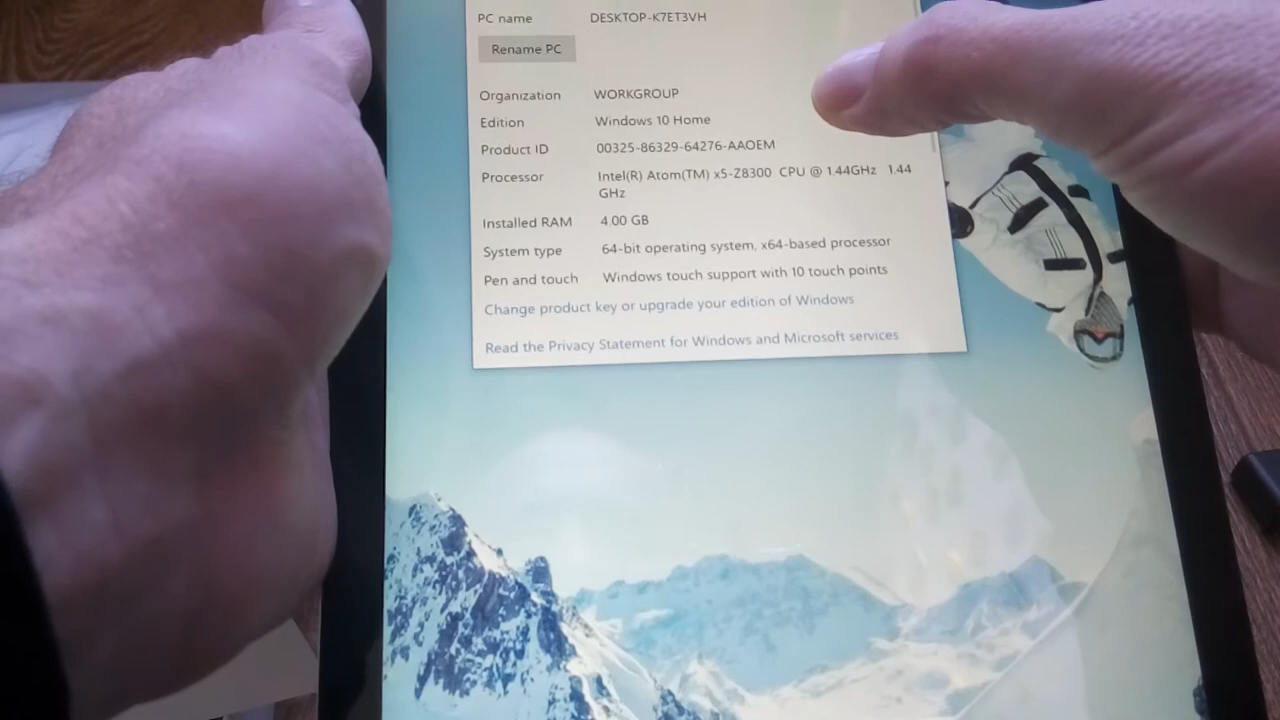 PC name DESKTOP-K7ET3VH
Rename PC
Organization WORKGROUP
Edition Windows 10 Home
Product ID 00325-86329-64276-AAOEM
Processor Intel(R) Atom(TM) x5-Z8300 CPU @ 1.44GHz 1.44
GHz
Installed RAM 4.00 GB
System type 64-bit operating system, x64-based processor
Pen and touch Windows touch support with 10 touch points
Change product key or upgrade your edition of Windows
Read the Privacy Statement for Windows and Microsoft services